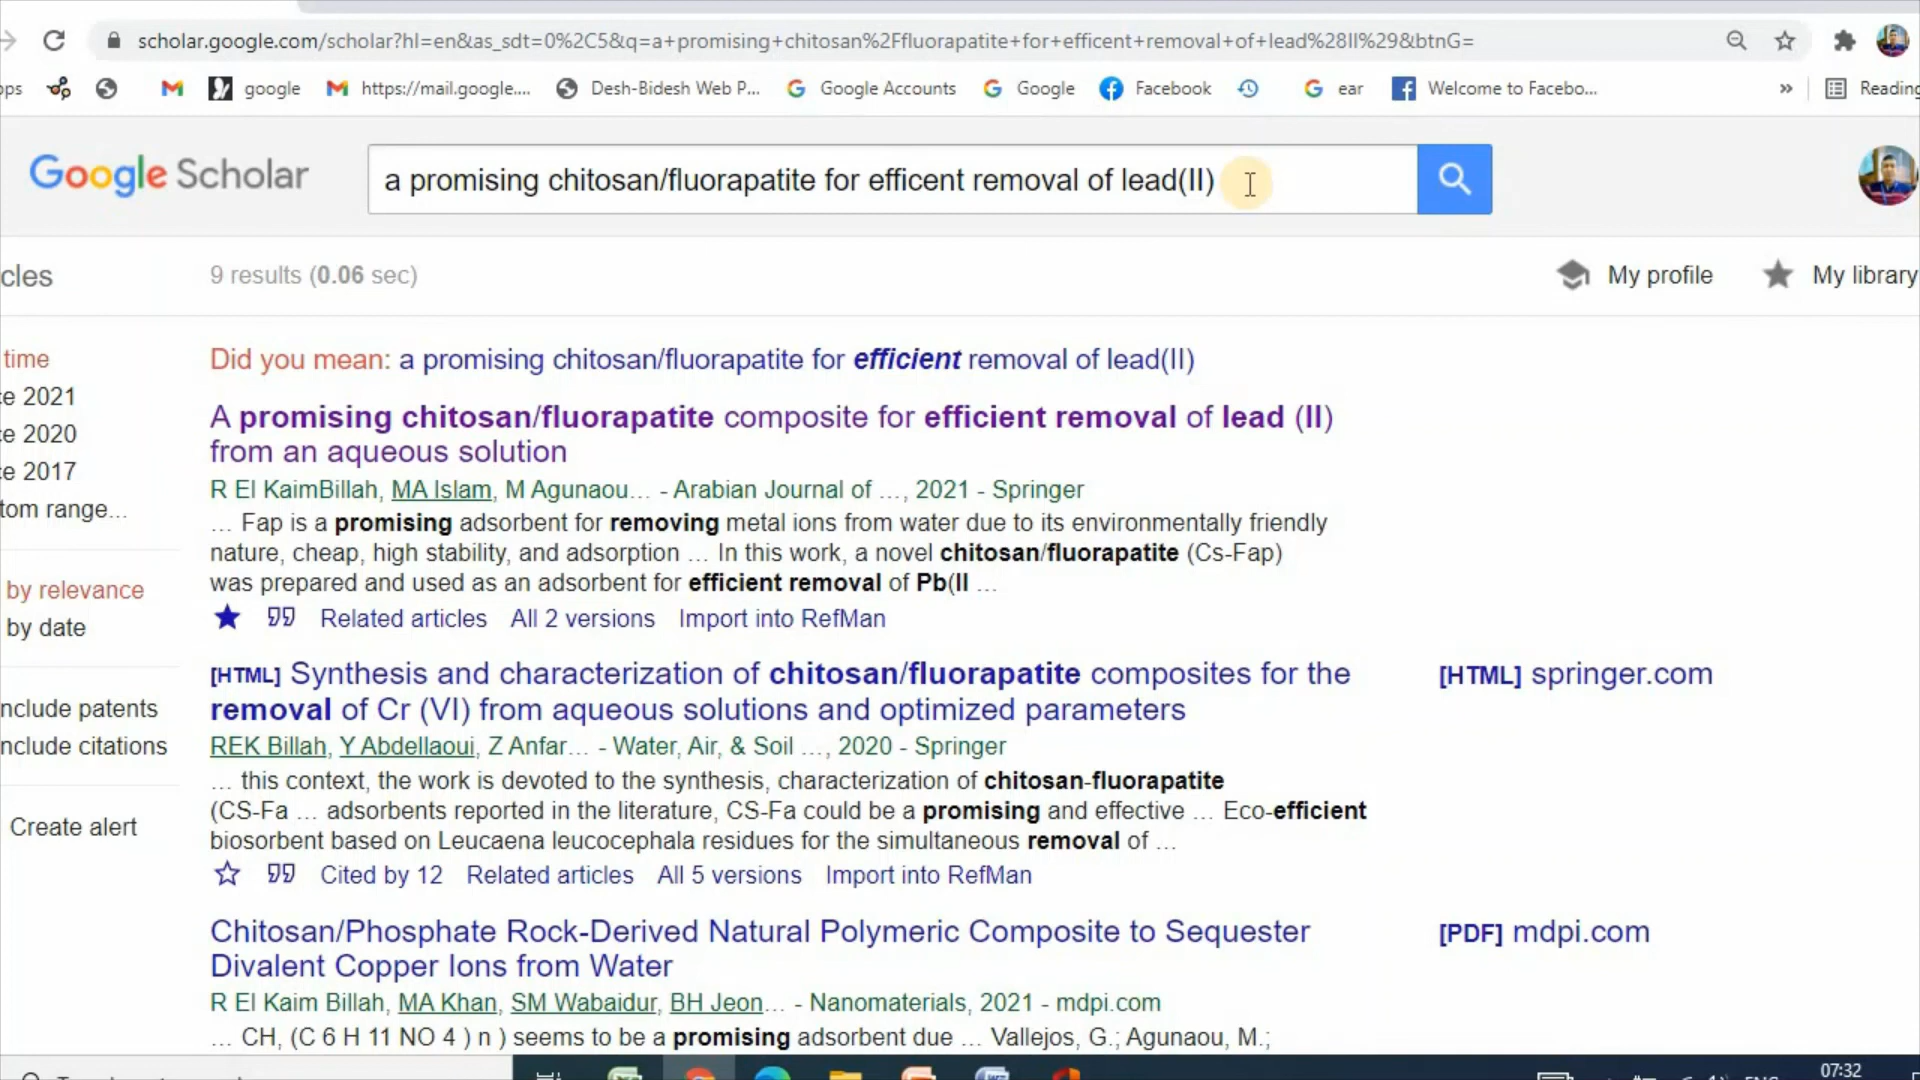 scholar.google.com/scholar?hl=en&as_sdt=0%2C5&q=a+promising+chitosan%2Ffluorapatite+for+efficent+removal+of+lead%28II%29&btnG=
ps google https://mail.google.... Desh-Bidesh Web P... Google Accounts Google Facebook ear Welcome to Facebo... » Reading
Google Scholar
a promising chitosan/fluorapatite for efficent removal of lead(II)
cles
9 results (0.06 sec)
My profile
My library
time
e 2021
e 2020
e 2017
tom range...
by relevance
by date
nclude patents
nclude citations
Create alert
Did you mean: a promising chitosan/fluorapatite for efficient removal of lead(II)
A promising chitosan/fluorapatite composite for efficient removal of lead (II)
from an aqueous solution
R El KaimBillah, MA Islam, M Agunaou… - Arabian Journal of …, 2021 - Springer
… Fap is a promising adsorbent for removing metal ions from water due to its environmentally friendly
nature, cheap, high stability, and adsorption … In this work, a novel chitosan/fluorapatite (Cs-Fap)
was prepared and used as an adsorbent for efficient removal of Pb(II …
Related articles All 2 versions Import into RefMan
[HTML] Synthesis and characterization of chitosan/fluorapatite composites for the
removal of Cr (VI) from aqueous solutions and optimized parameters
[HTML] springer.com
REK Billah, Y Abdellaoui, Z Anfar… - Water, Air, & Soil …, 2020 - Springer
… this context, the work is devoted to the synthesis, characterization of chitosan-fluorapatite
(CS-Fa … adsorbents reported in the literature, CS-Fa could be a promising and effective … Eco-efficient
biosorbent based on Leucaena leucocephala residues for the simultaneous removal of …
Cited by 12 Related articles All 5 versions Import into RefMan
Chitosan/Phosphate Rock-Derived Natural Polymeric Composite to Sequester
Divalent Copper Ions from Water
[PDF] mdpi.com
R El Kaim Billah, MA Khan, SM Wabaidur, BH Jeon… - Nanomaterials, 2021 - mdpi.com
… CH, (C 6 H 11 NO 4 ) n ) seems to be a promising adsorbent due … Vallejos, G.; Agunaou, M.;
07:32